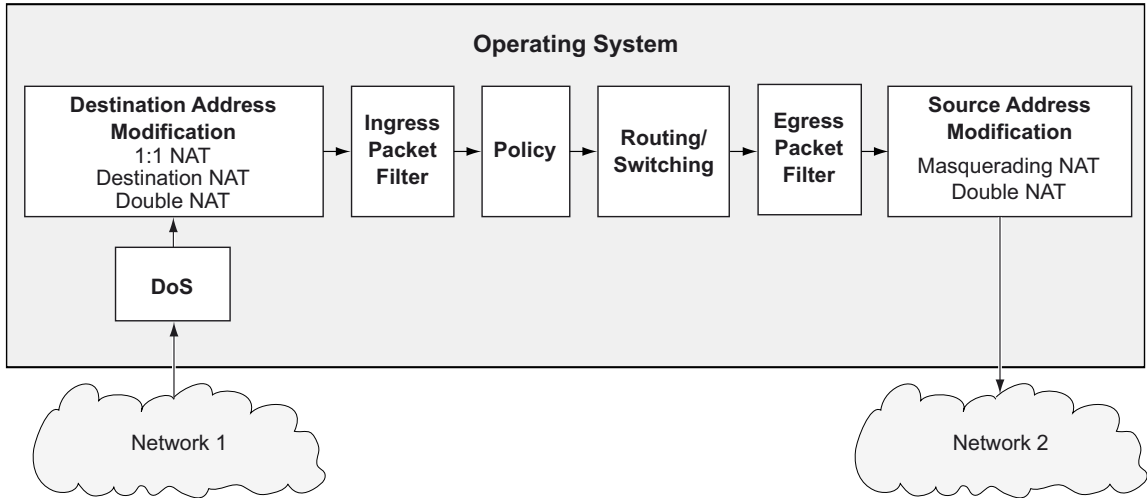 Operating System
Destination Address
Modification
1:1 NAT
Destination NAT
Double NAT
Ingress
Packet
Filter
Policy
Routing/
Switching
Egress
Packet
Filter
Source Address
Modification
Masquerading NAT
Double NAT
DoS
Network 1
Network 2